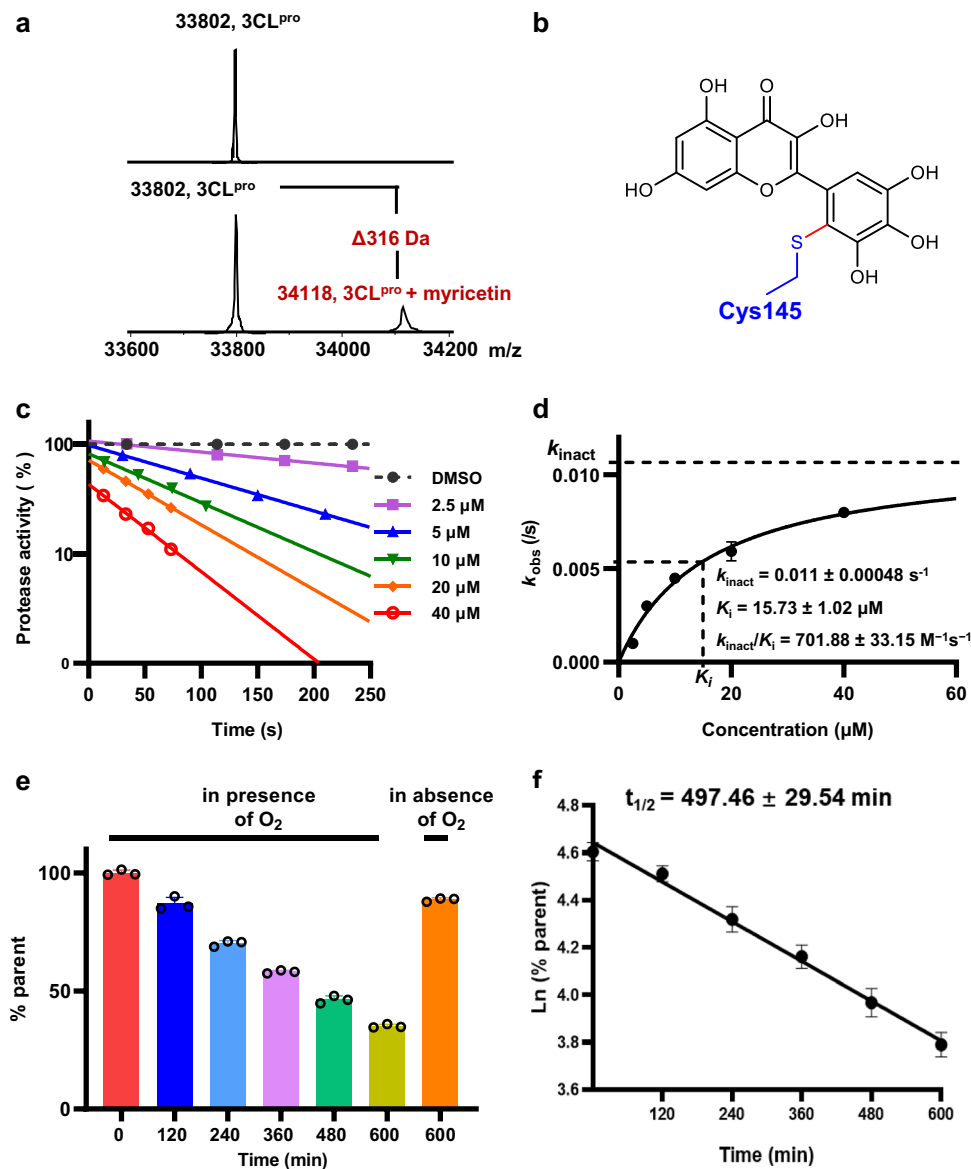 a
33802, 3CLpro
33802, 3CLpro
Δ316 Da
34118, 3CLpro + myricetin
33600 33800 34000 34200 m/z
b
OH O
OH
HO O
OH
S
OH
OH
Cys145
c
Protease activity ( % )
100
10
0
0 50 100 150 200 250
Time (s)
DMSO
2.5 μM
5 μM
10 μM
20 μM
40 μM
d
kinact
kobs (/s)
0.010
0.005
0.000
kinact = 0.011 ± 0.00048 s-1
Ki = 15.73 ± 1.02 μM
kinact/Ki = 701.88 ± 33.15 M−1s−1
0 20 40 60
Ki
Concentration (μM)
e
in presence of O2
in absence of O2
% parent
100
50
0
0 120 240 360 480 600 600
Time (min)
f
t1/2 = 497.46 ± 29.54 min
Ln (% parent)
4.8
4.6
4.4
4.2
4.0
3.8
3.6
120 240 360 480 600
Time (min)